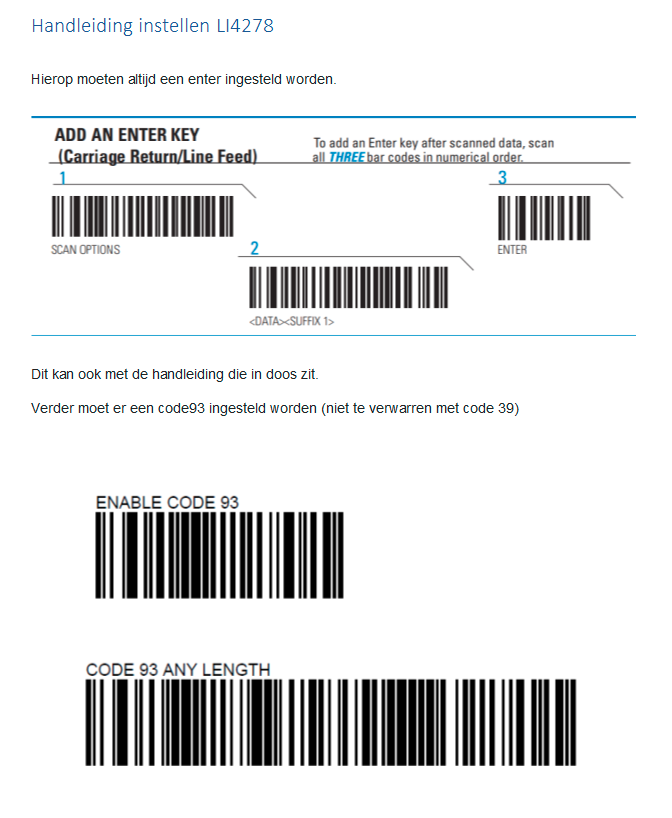 Handleiding instellen LI4278
Hierop moeten altijd een enter ingesteld worden.
ADD AN ENTER KEY
(Carriage Return/Line Feed)
To add an Enter key after scanned data, scan
all THREE bar codes in numerical order.
1
SCAN OPTIONS
2
<DATA><SUFFIX 1>
3
ENTER
Dit kan ook met de handleiding die in doos zit.
Verder moet er een code93 ingesteld worden (niet te verwarren met code 39)
ENABLE CODE 93
CODE 93 ANY LENGTH